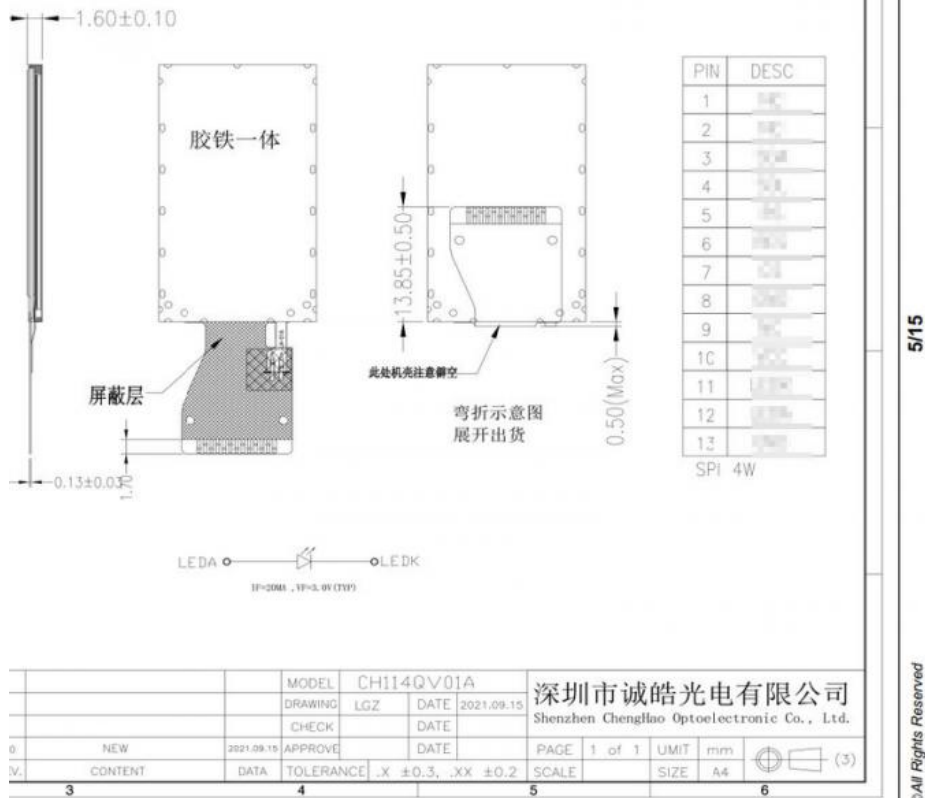 1.60±0.10
胶铁一体
屏蔽层
1.70
0.13±0.03
13.85±0.50
此处机壳注意避空
0.50(Max)
弯折示意图
展开出货
PIN DESC
1
2
3
4
5
6
7
8
9
10
11
12
13
SPI 4W
LEDA
LEDK
IF=20MA ,VF=3.0V(TYP)
MODEL CH114QV01A
DRAWING LGZ DATE 2021.09.15
CHECK DATE
NEW 2021.09.15 APPROVE DATE
CONTENT DATA TOLERANCE .X ±0.3, .XX ±0.2
深圳市诚皓光电有限公司
Shenzhen ChengHao Optoelectronic Co., Ltd.
PAGE 1 of 1 UMIT mm
SCALE SIZE A4
(3)
3 4 5 6
5/15
All Rights Reserved